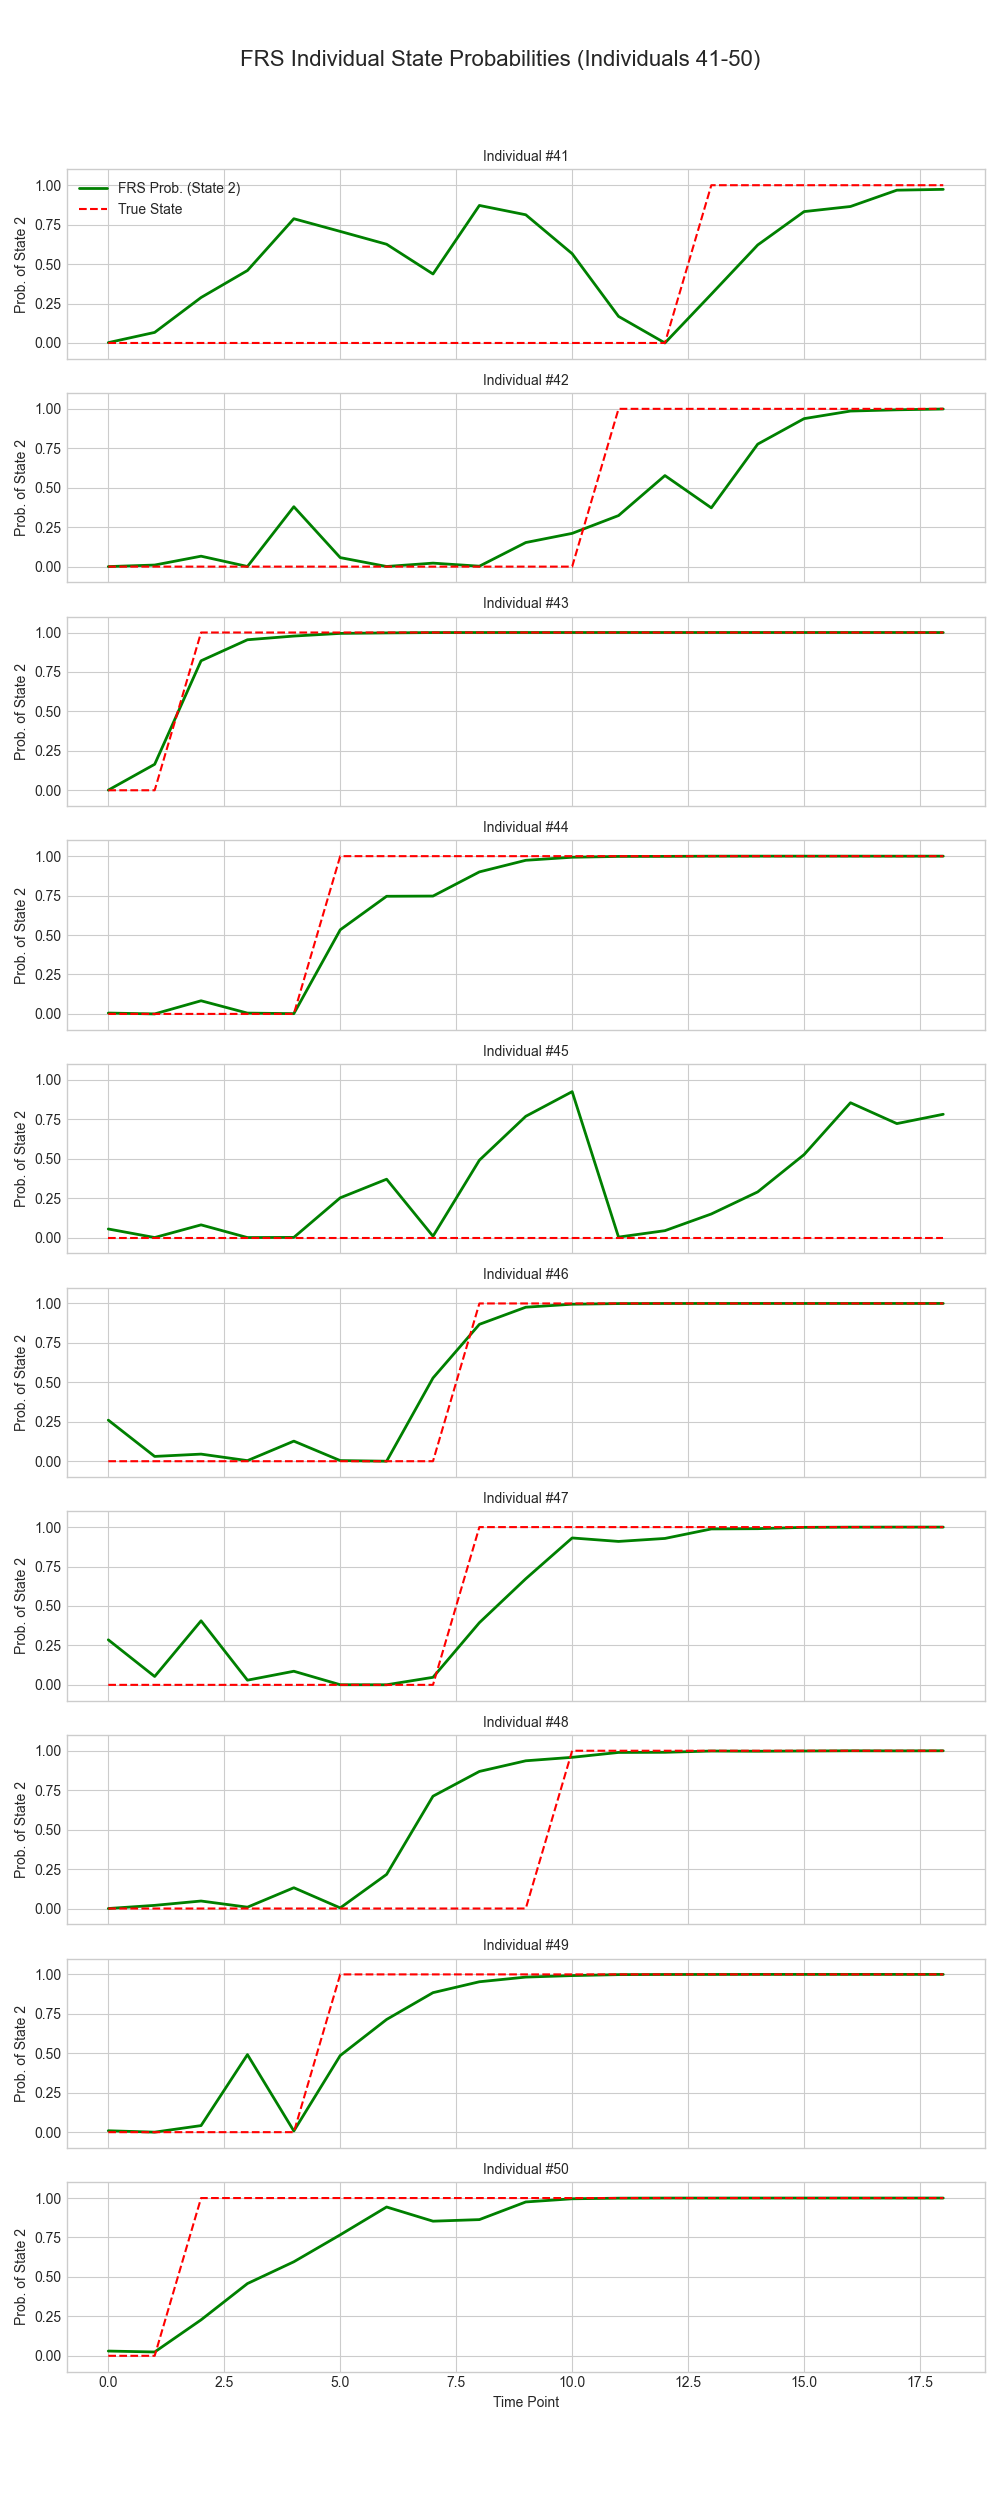 FRS Individual State Probabilities (Individuals 41-50)
Individual #41
FRS Prob. (State 2)
True State
Prob. of State 2
1.00
0.75
0.50
0.25
0.00
Individual #42
Prob. of State 2
1.00
0.75
0.50
0.25
0.00
Individual #43
Prob. of State 2
1.00
0.75
0.50
0.25
0.00
Individual #44
Prob. of State 2
1.00
0.75
0.50
0.25
0.00
Individual #45
Prob. of State 2
1.00
0.75
0.50
0.25
0.00
Individual #46
Prob. of State 2
1.00
0.75
0.50
0.25
0.00
Individual #47
Prob. of State 2
1.00
0.75
0.50
0.25
0.00
Individual #48
Prob. of State 2
1.00
0.75
0.50
0.25
0.00
Individual #49
Prob. of State 2
1.00
0.75
0.50
0.25
0.00
Individual #50
Prob. of State 2
1.00
0.75
0.50
0.25
0.00
0.0 2.5 5.0 7.5 10.0 12.5 15.0 17.5
Time Point